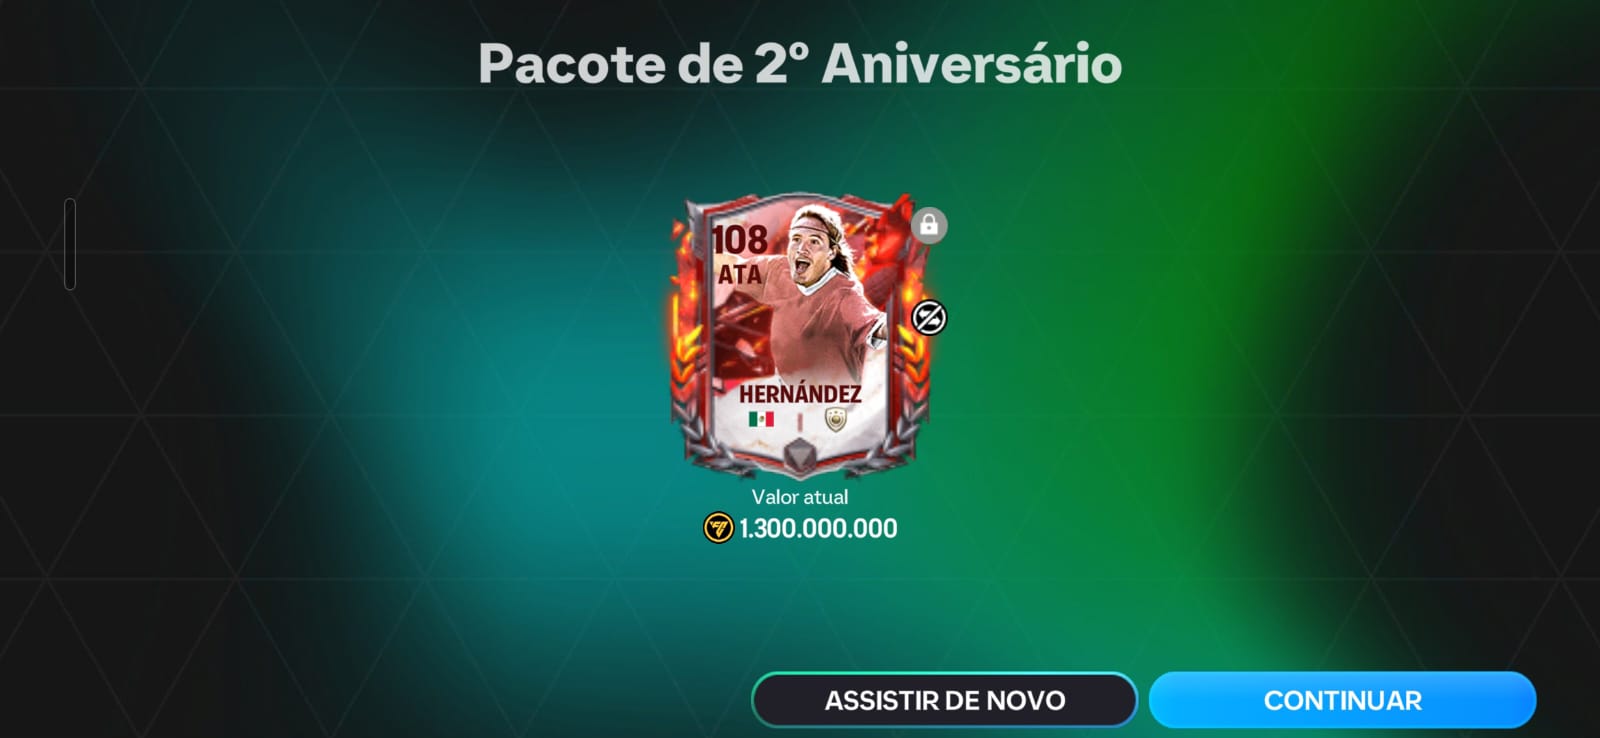 Pacote de 2º Aniversário
108
ATA
HERNÁNDEZ
Valor atual
1.300.000.000
ASSISTIR DE NOVO
CONTINUAR